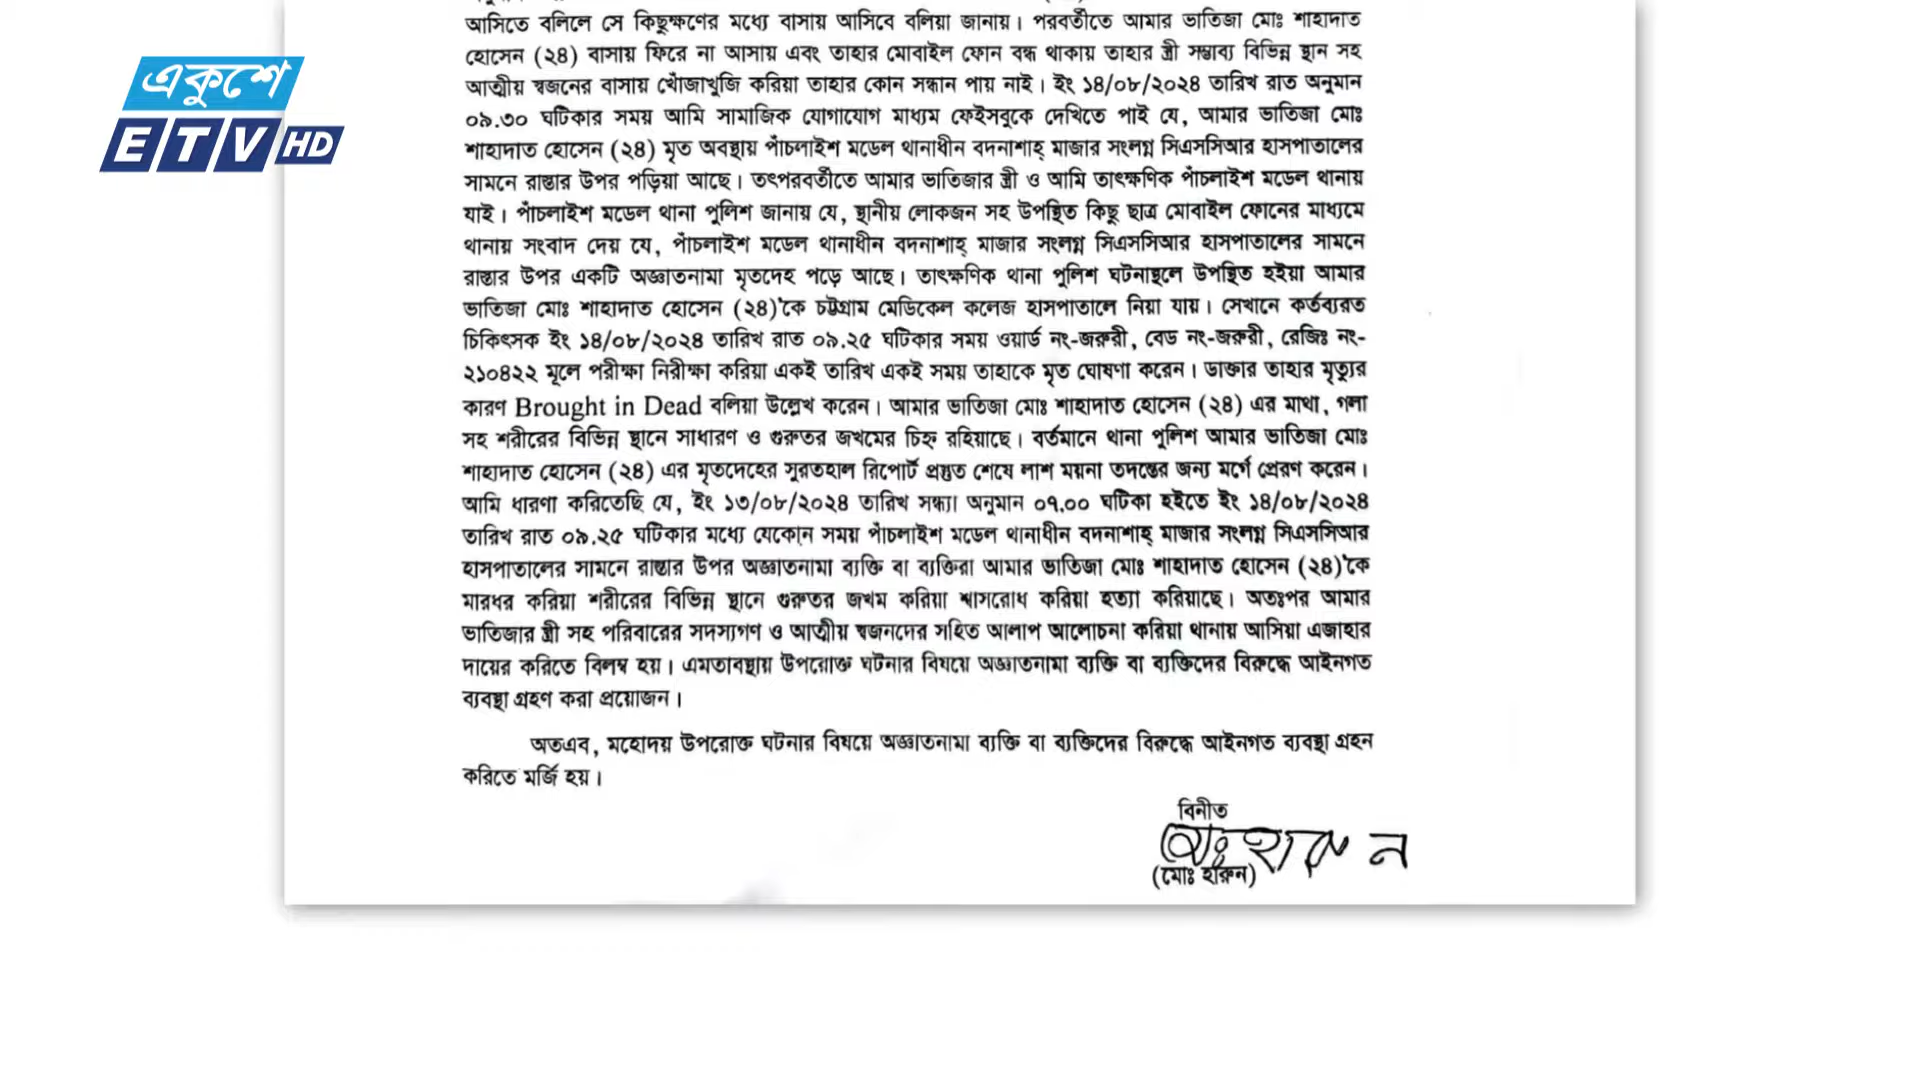 একুশে
ETV HD
আসিতে বলিলে সে কিছুক্ষণের মধ্যে বাসায় আসিবে বলিয়া জানায়। পরবর্তীতে আমার ভাতিজা মোঃ শাহাদাত
হোসেন (২৪) বাসায় ফিরে না আসায় এবং তাহার মোবাইল ফোন বন্ধ থাকায় তাহার স্ত্রী সম্ভাব্য বিভিন্ন স্থান সহ
আত্মীয় স্বজনের বাসায় খোঁজাখুজি করিয়া তাহার কোন সন্ধান পায় নাই। ইং ১৪/০৮/২০২৪ তারিখ রাত অনুমান
০৯.৩০ ঘটিকার সময় আমি সামাজিক যোগাযোগ মাধ্যম ফেইসবুকে দেখিতে পাই যে, আমার ভাতিজা মোঃ
শাহাদাত হোসেন (২৪) মৃত অবস্থায় পাঁচলাইশ মডেল থানাধীন বদনাশাহ্ মাজার সংলগ্ন সিএসসিআর হাসপাতালের
সামনে রাস্তার উপর পড়িয়া আছে। তৎপরবর্তীতে আমার ভাতিজার স্ত্রী ও আমি তাৎক্ষণিক পাঁচলাইশ মডেল থানায়
যাই। পাঁচলাইশ মডেল থানা পুলিশ জানায় যে, স্থানীয় লোকজন সহ উপস্থিত কিছু ছাত্র মোবাইল ফোনের মাধ্যমে
থানায় সংবাদ দেয় যে, পাঁচলাইশ মডেল থানাধীন বদনাশাহ্ মাজার সংলগ্ন সিএসসিআর হাসপাতালের সামনে
রাস্তার উপর একটি অজ্ঞাতনামা মৃতদেহ পড়ে আছে। তাৎক্ষণিক থানা পুলিশ ঘটনাস্থলে উপস্থিত হইয়া আমার
ভাতিজা মোঃ শাহাদাত হোসেন (২৪)'কে চট্টগ্রাম মেডিকেল কলেজ হাসপাতালে নিয়া যায়। সেখানে কর্তব্যরত
চিকিৎসক ইং ১৪/০৮/২০২৪ তারিখ রাত ০৯.২৫ ঘটিকার সময় ওয়ার্ড নং-জরুরী, বেড নং-জরুরী, রেজিঃ নং-
২১০৪২২ মূলে পরীক্ষা নিরীক্ষা করিয়া একই তারিখ একই সময় তাহাকে মৃত ঘোষণা করেন। ডাক্তার তাহার মৃত্যুর
কারণ Brought in Dead বলিয়া উল্লেখ করেন। আমার ভাতিজা মোঃ শাহাদাত হোসেন (২৪) এর মাথা, গলা
সহ শরীরের বিভিন্ন স্থানে সাধারণ ও গুরুতর জখমের চিহ্ন রহিয়াছে। বর্তমানে থানা পুলিশ আমার ভাতিজা মোঃ
শাহাদাত হোসেন (২৪) এর মৃতদেহের সুরতহাল রিপোর্ট প্রস্তুত শেষে লাশ ময়না তদন্তের জন্য মর্গে প্রেরণ করেন।
আমি ধারণা করিতেছি যে, ইং ১৩/০৮/২০২৪ তারিখ সন্ধ্যা অনুমান ০৭.০০ ঘটিকা হইতে ইং ১৪/০৮/২০২৪
তারিখ রাত ০৯.২৫ ঘটিকার মধ্যে যেকোন সময় পাঁচলাইশ মডেল থানাধীন বদনাশাহ্ মাজার সংলগ্ন সিএসসিআর
হাসপাতালের সামনে রাস্তার উপর অজ্ঞাতনামা ব্যক্তি বা ব্যক্তিরা আমার ভাতিজা মোঃ শাহাদাত হোসেন (২৪)'কে
মারধর করিয়া শরীরের বিভিন্ন স্থানে গুরুতর জখম করিয়া শ্বাসরোধ করিয়া হত্যা করিয়াছে। অতঃপর আমার
ভাতিজার স্ত্রী সহ পরিবারের সদস্যগণ ও আত্মীয় স্বজনদের সহিত আলাপ আলোচনা করিয়া থানায় আসিয়া এজাহার
দায়ের করিতে বিলম্ব হয়। এমতাবস্থায় উপরোক্ত ঘটনার বিষয়ে অজ্ঞাতনামা ব্যক্তি বা ব্যক্তিদের বিরুদ্ধে আইনগত
ব্যবস্থা গ্রহণ করা প্রয়োজন।
অতএব, মহোদয় উপরোক্ত ঘটনার বিষয়ে অজ্ঞাতনামা ব্যক্তি বা ব্যক্তিদের বিরুদ্ধে আইনগত ব্যবস্থা গ্রহন
করিতে মর্জি হয়।
বিনীত
মোঃ হারুন
(মোঃ হারুন)